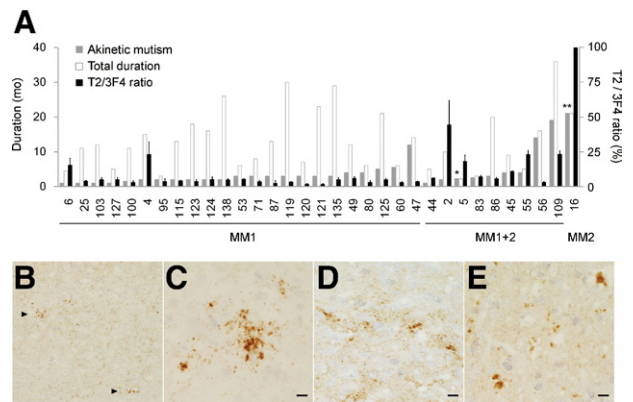 A
Akinetic mutism
Total duration
T2/3F4 ratio
Duration (mo)
40
30
20
10
0
100
75
50
25
0
T2 / 3F4 ratio (%)
*
**
6 25 103 127 100 4 95 115 123 124 138 53 71 87 119 120 121 135 49 80 125 60 47 44 2 5 83 86 45 55 56 109 16
MM1 MM1+2 MM2
B C D E